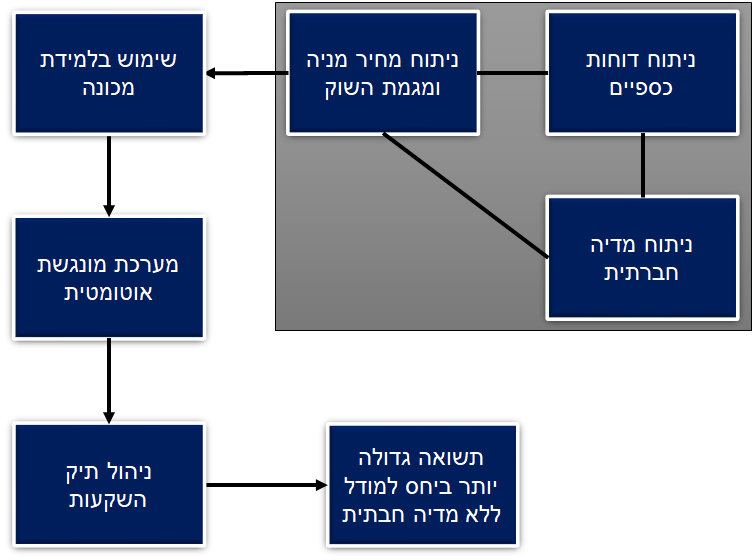 ניתוח דוחות
כספיים
ניתוח מחיר מניה
ומגמת השוק
שימוש בלמידת
מכונה
ניתוח מדיה
חברתית
מערכת מונגשת
אוטומטית
ניהול תיק
השקעות
תשואה גדולה
יותר ביחס למודל
ללא מדיה חבתית